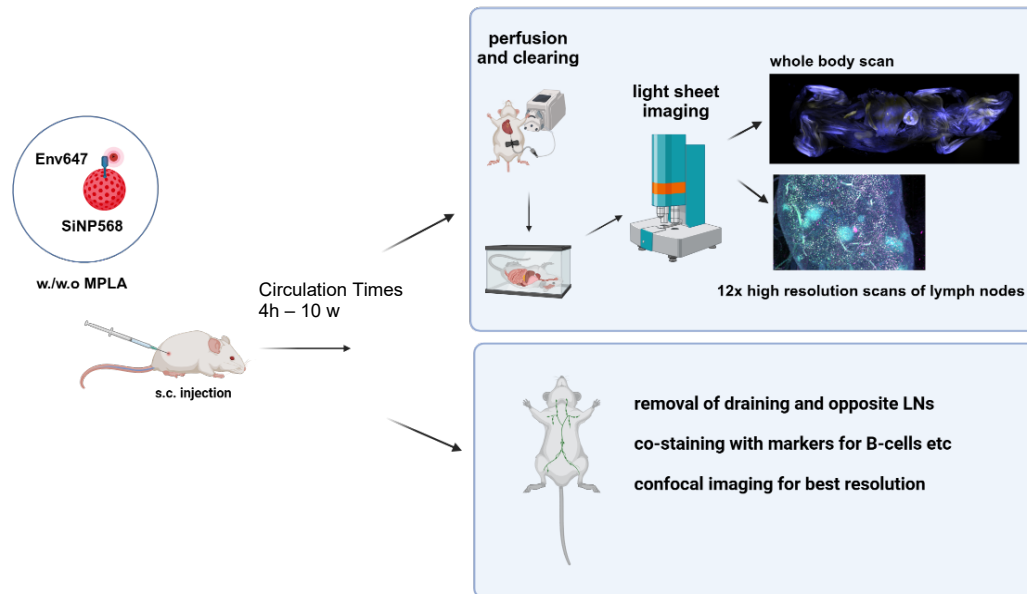 Env647
SiNP568
w./w.o MPLA
s.c. injection
Circulation Times
4h – 10 w
perfusion
and clearing
light sheet
imaging
whole body scan
12x high resolution scans of lymph nodes
removal of draining and opposite LNs
co-staining with markers for B-cells etc
confocal imaging for best resolution